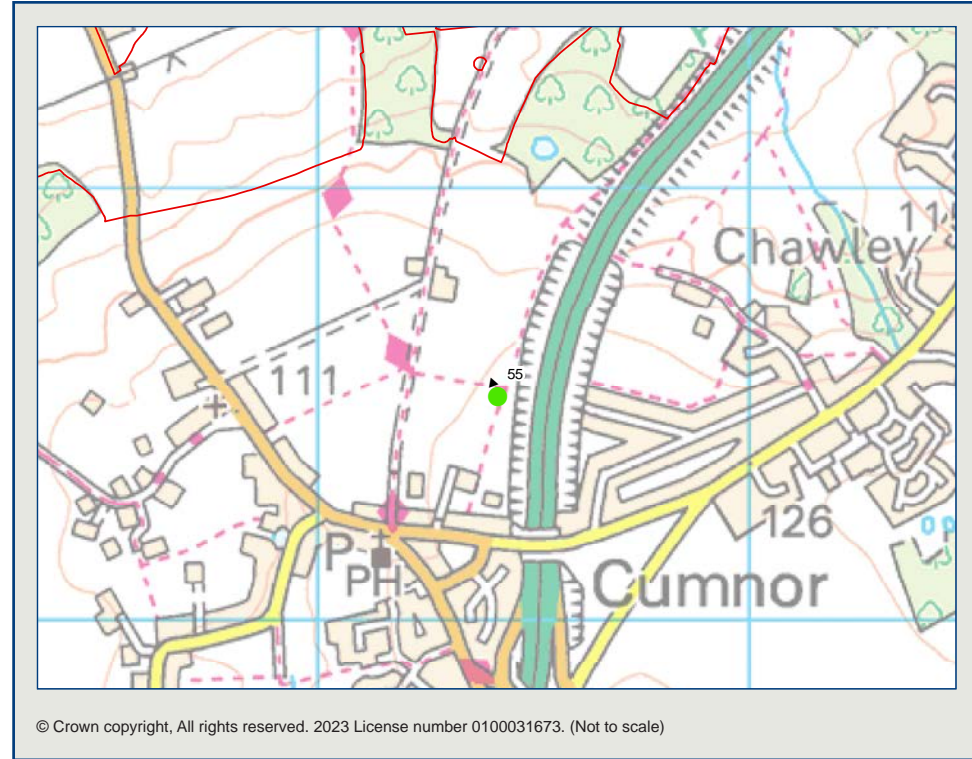 Chawley
11
55
111
126
P
PH
Cumnor
© Crown copyright, All rights reserved. 2023 License number 0100031673. (Not to scale)